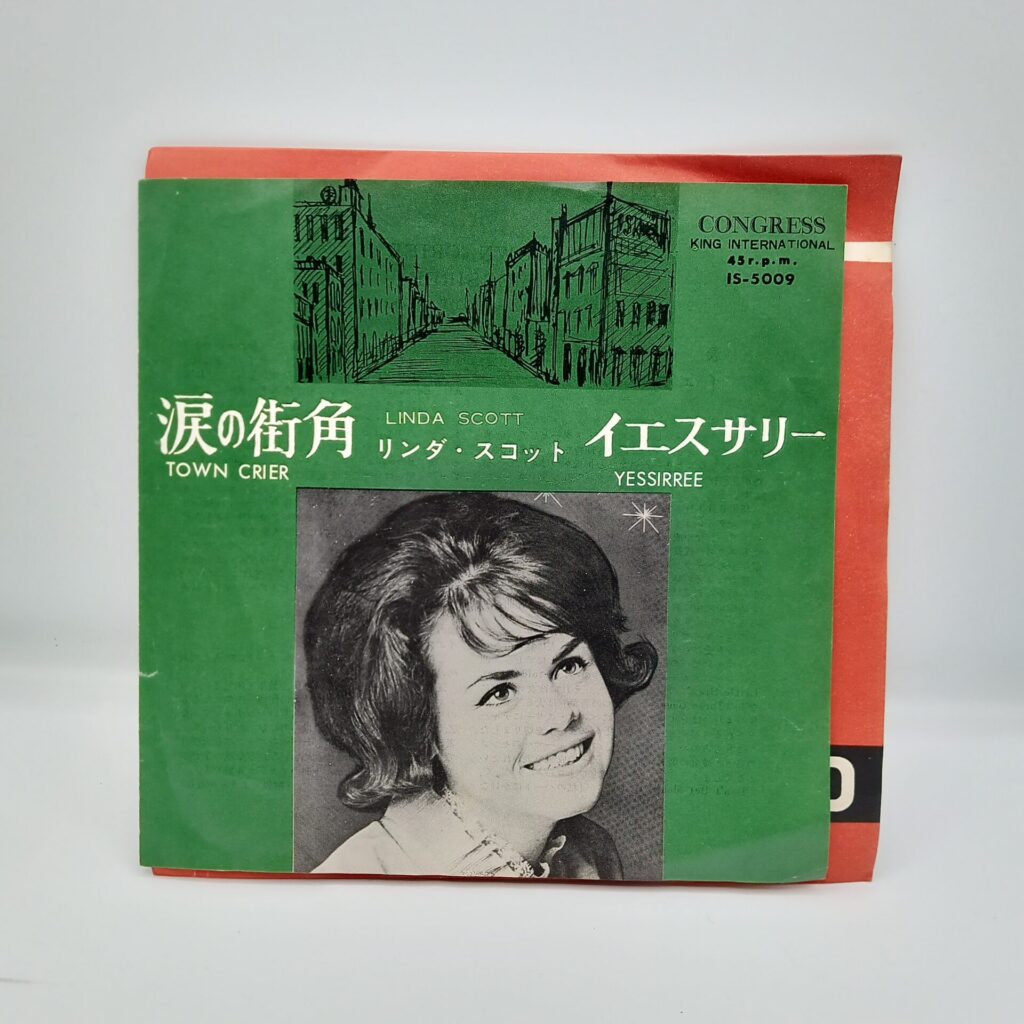 CONGRESS
KING INTERNATIONAL
45 r.p.m.
IS-5009
涙の街角
TOWN CRIER
LINDA SCOTT
リンダ・スコット
イエスサリー
YESSIRREE